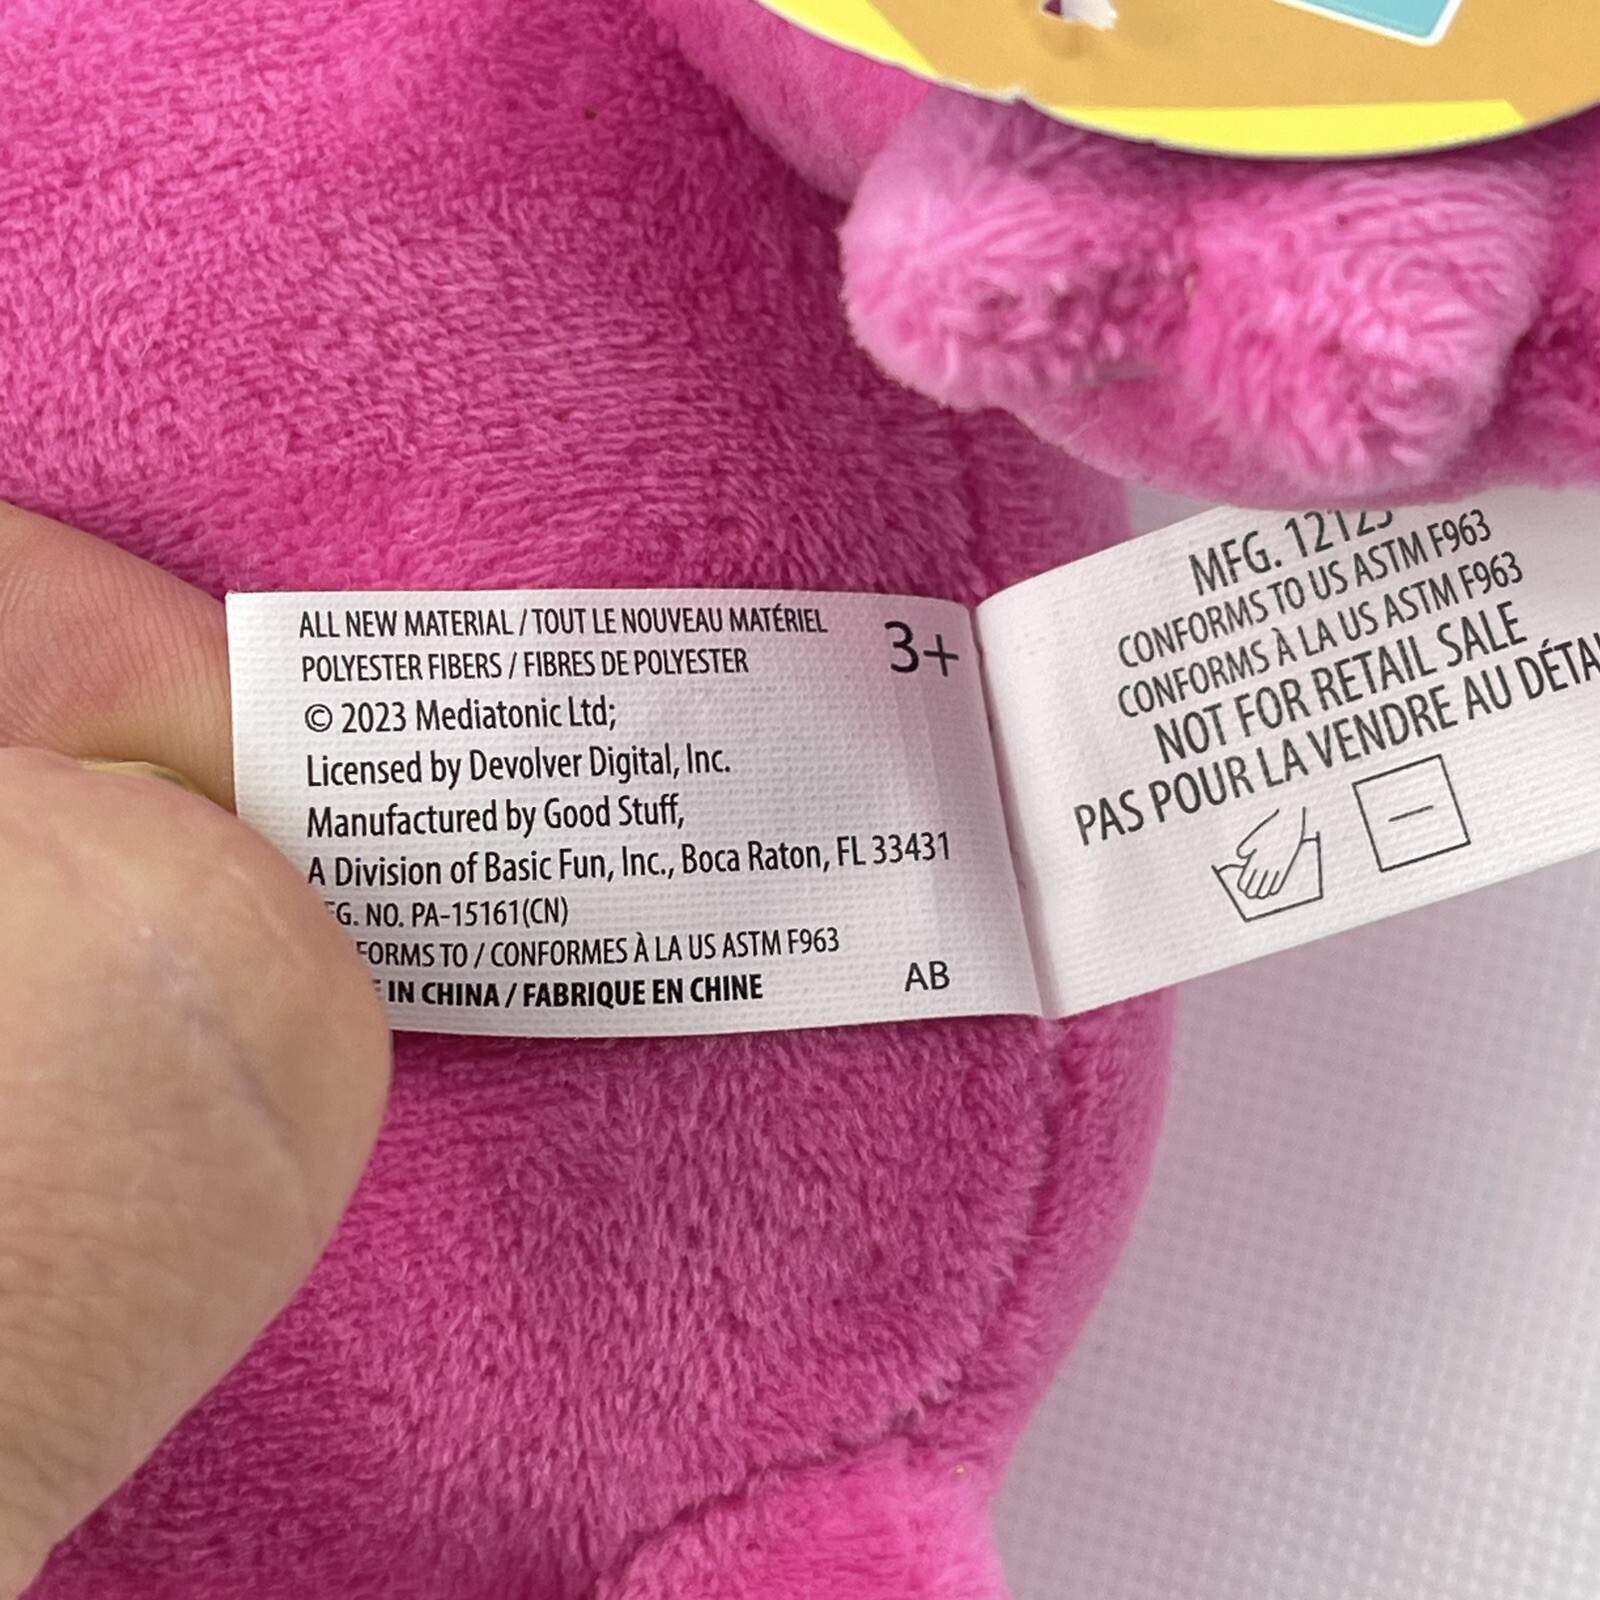 ALL NEW MATERIAL / TOUT LE NOUVEAU MATÉRIEL
POLYESTER FIBERS / FIBRES DE POLYESTER
3+
© 2023 Mediatonic Ltd;
Licensed by Devolver Digital, Inc.
Manufactured by Good Stuff,
A Division of Basic Fun, Inc., Boca Raton, FL 33431
NO. PA-15161(CN)
TO / CONFORMES À LA US ASTM F963
IN CHINA / FABRIQUE EN CHINE
AB
MFG. 12123
CONFORMS TO US ASTM F963
CONFORMS À LA US ASTM F963
NOT FOR RETAIL SALE
PAS POUR LA VENDRE AU